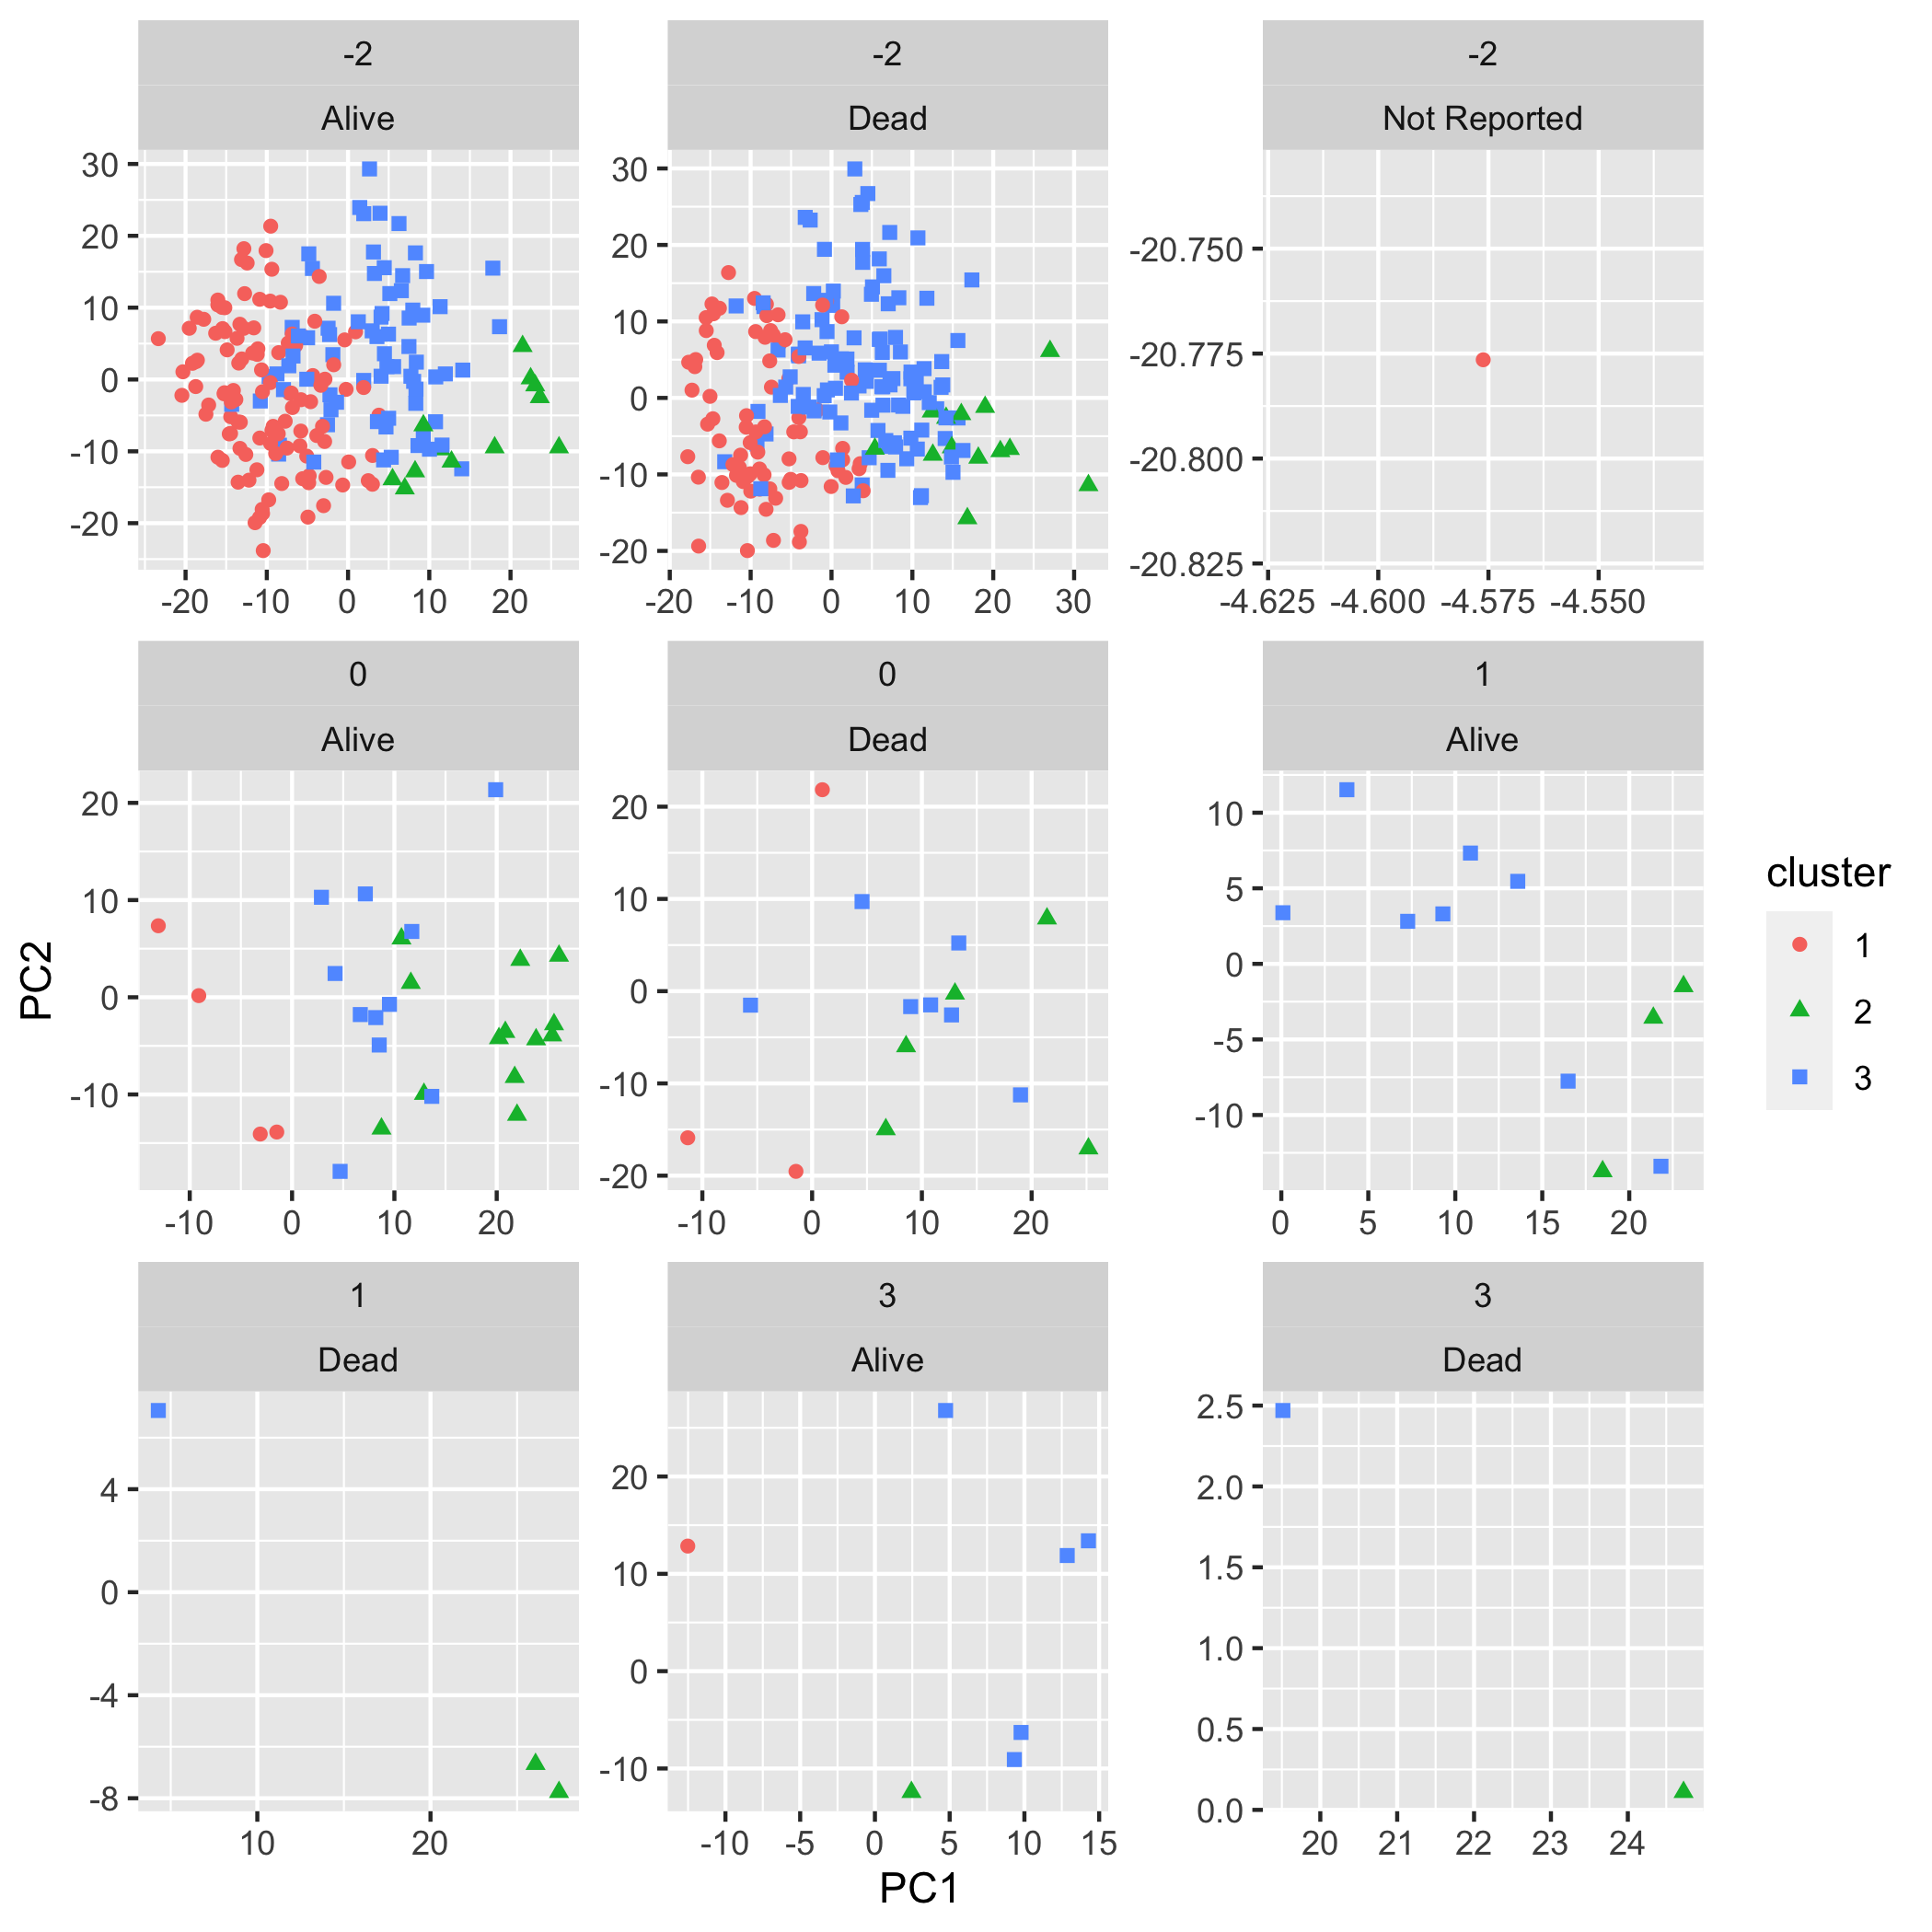 -2 -2 -2
Alive Dead Not Reported
30 20 10 0 -10 -20
-20 -10 0 10 20
30 20 10 0 -10 -20
-20 -10 0 10 20 30
-20.750 -20.775 -20.800 -20.825
-4.625 -4.600 -4.575 -4.550
0 0 1
Alive Dead Alive
20 10 0 -10
-10 0 10 20
20 10 0 -10 -20
-10 0 10 20
10 5 0 -5 -10
0 5 10 15 20
1 3 3
Dead Alive Dead
4 0 -4 -8
10 20
20 10 0 -10
-10 -5 0 5 10 15
2.5 2.0 1.5 1.0 0.5 0.0
20 21 22 23 24
PC2
PC1
cluster
1
2
3